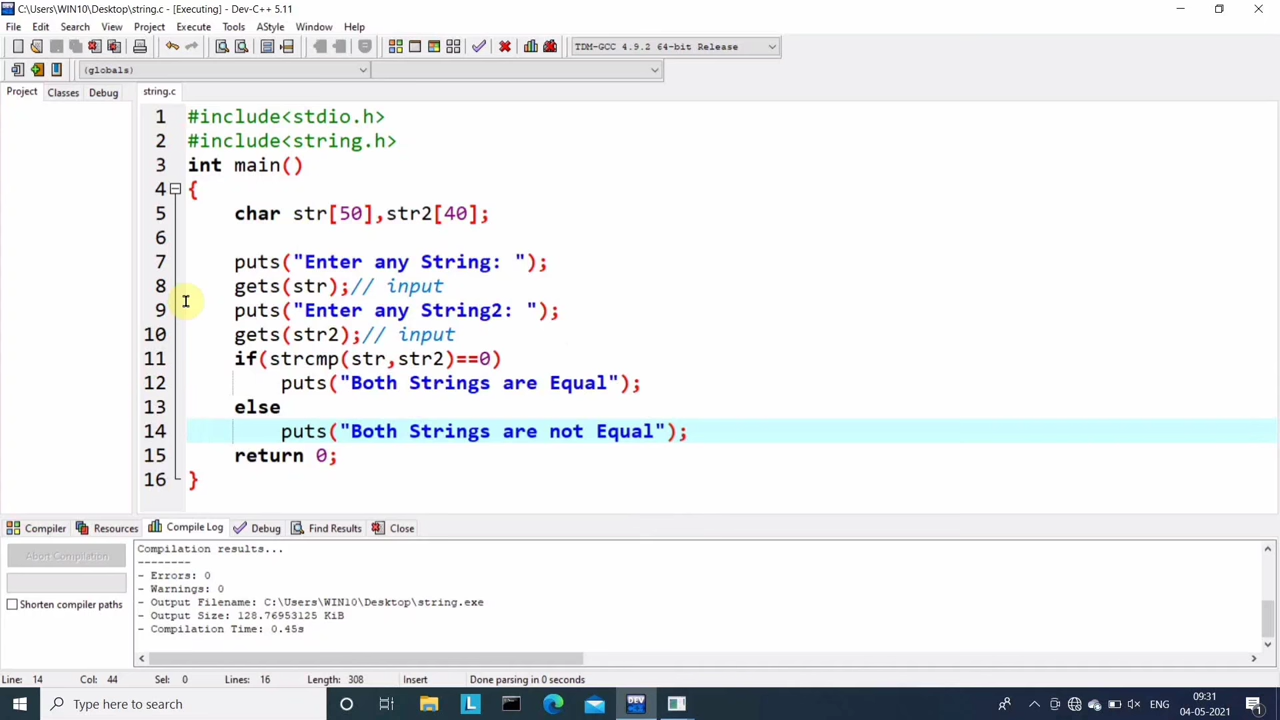 C:\Users\WIN10\Desktop\string.c - [Executing] - Dev-C++ 5.11
File Edit Search View Project Execute Tools AStyle Window Help
TDM-GCC 4.9.2 64-bit Release
(globals)
Project Classes Debug string.c
1 #include<stdio.h>
2 #include<string.h>
3 int main()
4 {
5 char str[50],str2[40];
6
7 puts("Enter any String: ");
8 gets(str);// input
9 puts("Enter any String2: ");
10 gets(str2);// input
11 if(strcmp(str,str2)==0)
12 puts("Both Strings are Equal");
13 else
14 puts("Both Strings are not Equal");
15 return 0;
16 }
Compiler Resources Compile Log Debug Find Results Close
Abort Compilation
Shorten compiler paths
Compilation results...
--------
- Errors: 0
- Warnings: 0
- Output Filename: C:\Users\WIN10\Desktop\string.exe
- Output Size: 128.76953125 KiB
- Compilation Time: 0.45s
Line: 14 Col: 44 Sel: 0 Lines: 16 Length: 308 Insert Done parsing in 0 seconds
Type here to search
L
DEV
ENG
09:31
04-05-2021
1